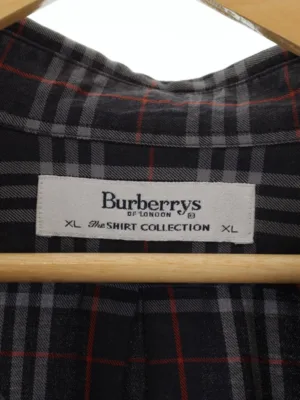 Burberrys
OF LONDON
XL The SHIRT COLLECTION XL